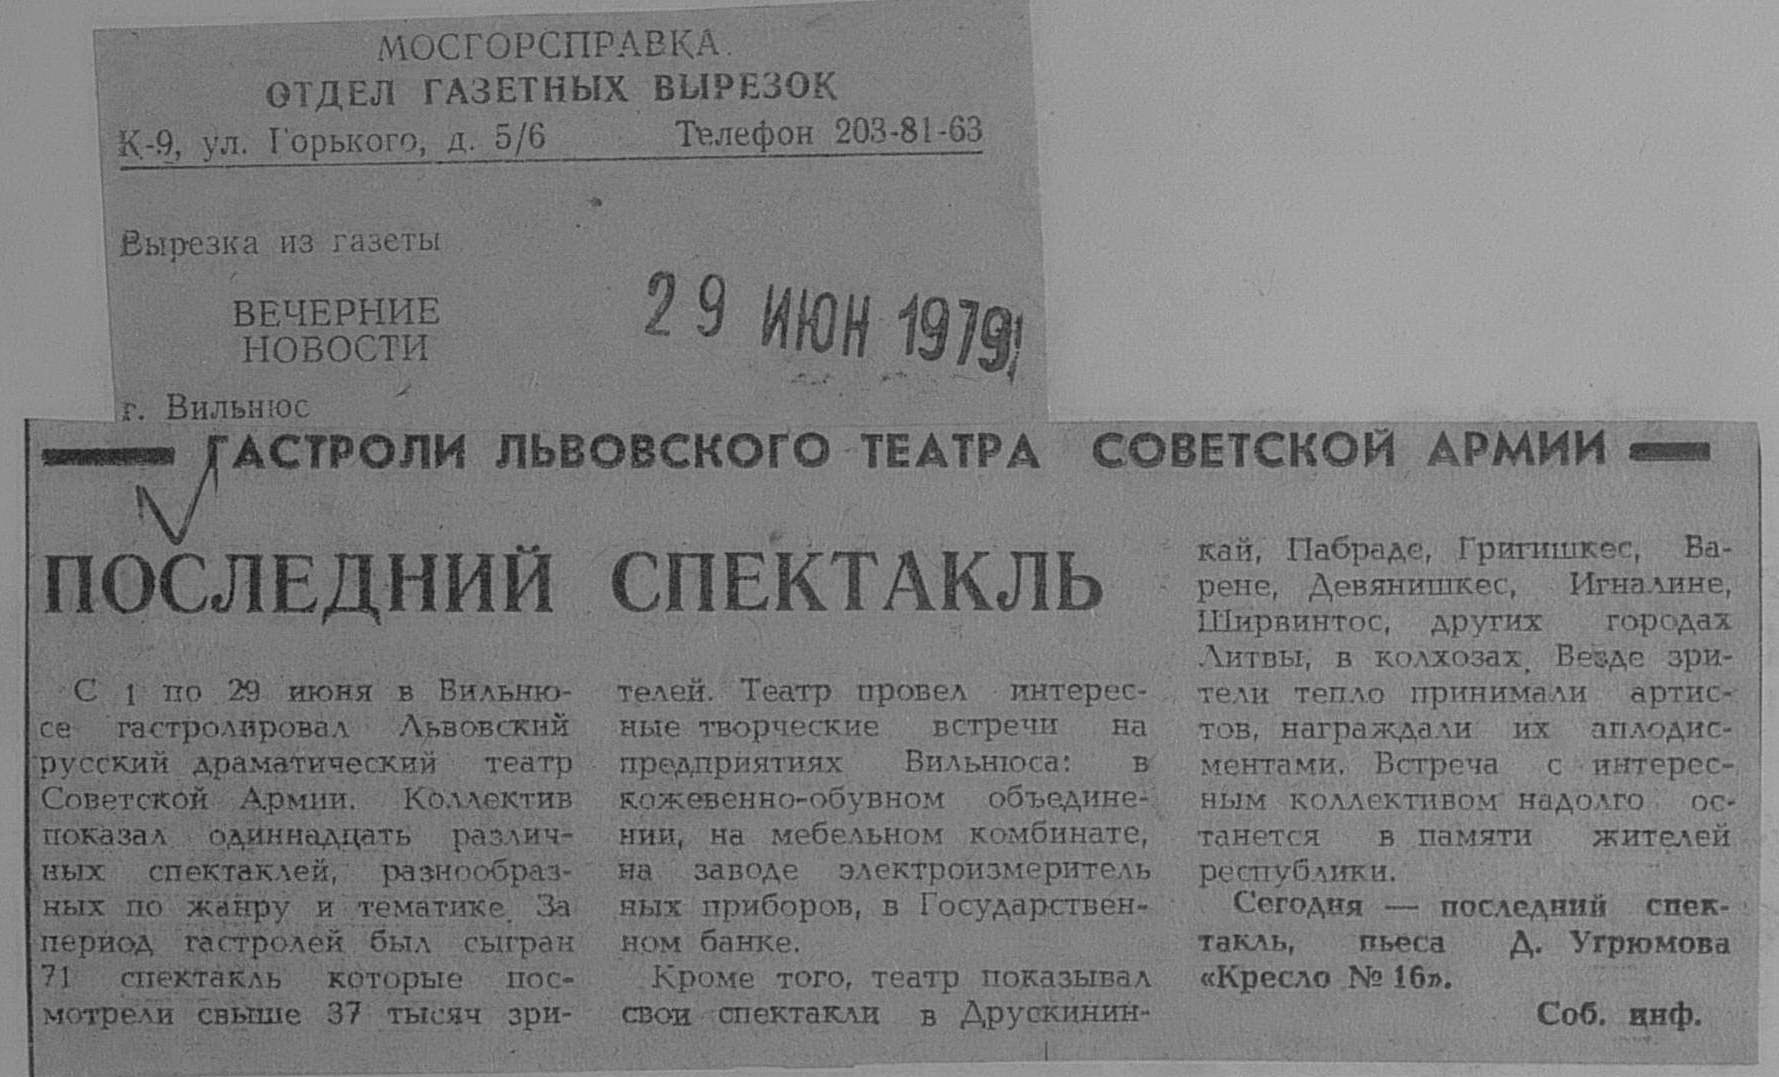 МОСГОРСПРАВКА.
ОТДЕЛ ГАЗЕТНЫХ ВЫРЕЗОК
К-9, ул. Горького, д. 5/6 Телефон 203-81-63
Вырезка из газеты
ВЕЧЕРНИЕ
НОВОСТИ
29 ИЮН 1979
г. Вильнюс
ГАСТРОЛИ ЛЬВОВСКОГО ТЕАТРА СОВЕТСКОЙ АРМИИ
ПОСЛЕДНИЙ СПЕКТАКЛЬ
С 1 по 29 июня в Вильню-
се гастролировал Львовский
русский драматический театр
Советской Армии. Коллектив
показал одиннадцать различ-
ных спектаклей, разнообраз-
ных по жанру и тематике. За
период гастролей был сыгран
71 спектакль которые пос-
мотрели свыше 37 тысяч зри-
телей. Театр провел интерес-
ные творческие встречи на
предприятиях Вильнюса: в
кожевенно-обувном объедине-
нии, на мебельном комбинате,
на заводе электроизмеритель
ных приборов, в Государствен-
ном банке.
Кроме того, театр показывал
свои спектакли в Друскинин-
кай, Пабраде, Григишкес, Ва-
рене, Девянишкес, Игналине,
Ширвинтос, других городах
Литвы, в колхозах. Везде зри-
тели тепло принимали артис-
тов, награждали их аплодис-
ментами. Встреча с интерес-
ным коллективом надолго ос-
танется в памяти жителей
республики.
Сегодня — последний спек-
такль, пьеса Д. Угрюмова
«Кресло № 16».
Соб. инф.